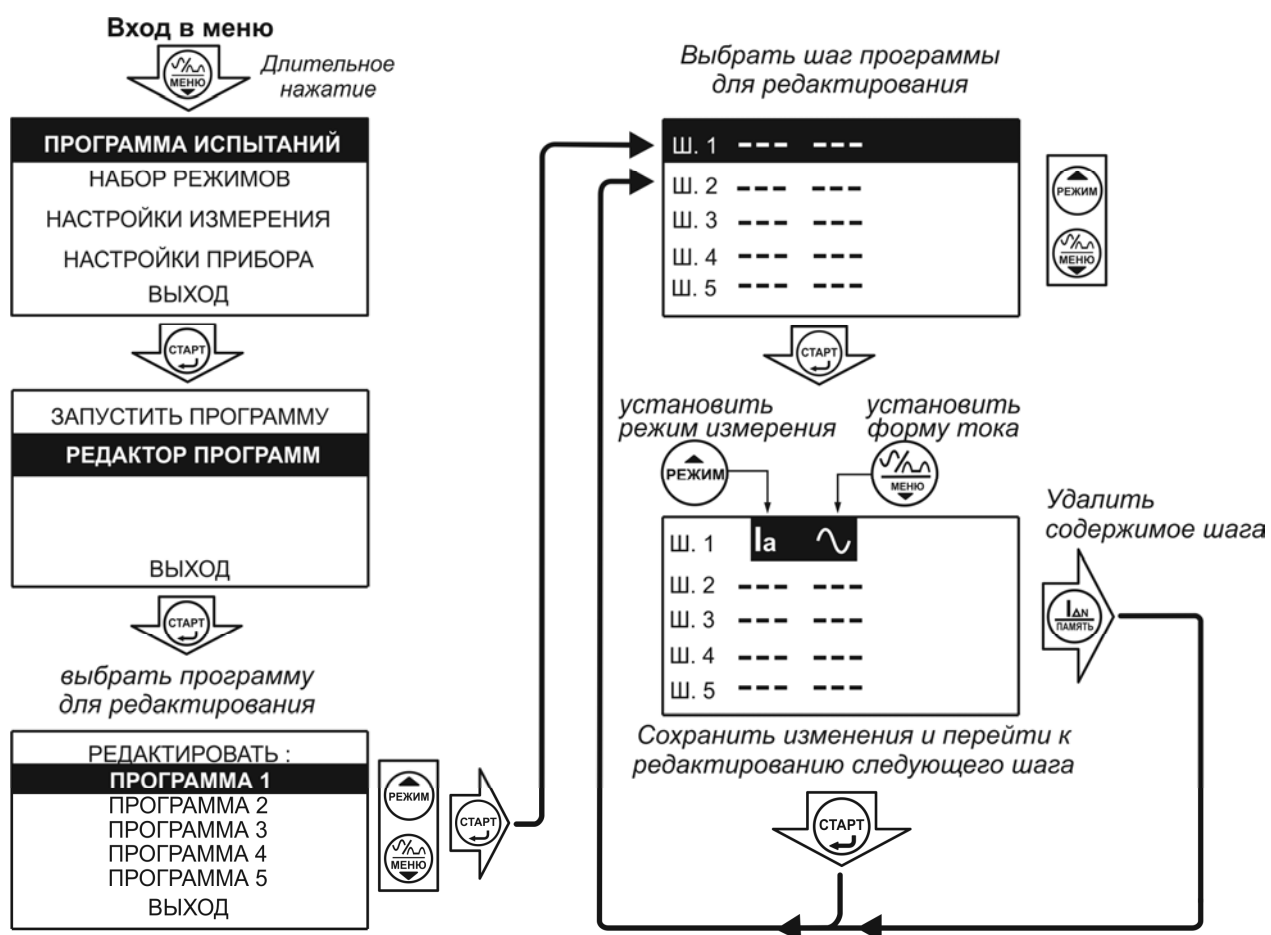 Вход в меню
МЕНЮ
Длительное
нажатие
ПРОГРАММА ИСПЫТАНИЙ
НАБОР РЕЖИМОВ
НАСТРОЙКИ ИЗМЕРЕНИЯ
НАСТРОЙКИ ПРИБОРА
ВЫХОД
СТАРТ
ЗАПУСТИТЬ ПРОГРАММУ
РЕДАКТОР ПРОГРАММ
ВЫХОД
СТАРТ
выбрать программу
для редактирования
РЕДАКТИРОВАТЬ :
ПРОГРАММА 1
ПРОГРАММА 2
ПРОГРАММА 3
ПРОГРАММА 4
ПРОГРАММА 5
ВЫХОД
РЕЖИМ
МЕНЮ
СТАРТ
Выбрать шаг программы
для редактирования
Ш. 1 --- ---
Ш. 2 --- ---
Ш. 3 --- ---
Ш. 4 --- ---
Ш. 5 --- ---
РЕЖИМ
МЕНЮ
СТАРТ
установить
режим измерения
установить
форму тока
РЕЖИМ
МЕНЮ
Ш. 1 Ia
Ш. 2 --- ---
Ш. 3 --- ---
Ш. 4 --- ---
Ш. 5 --- ---
Удалить
содержимое шага
I∆N
ПАМЯТЬ
Сохранить изменения и перейти к
редактированию следующего шага
СТАРТ